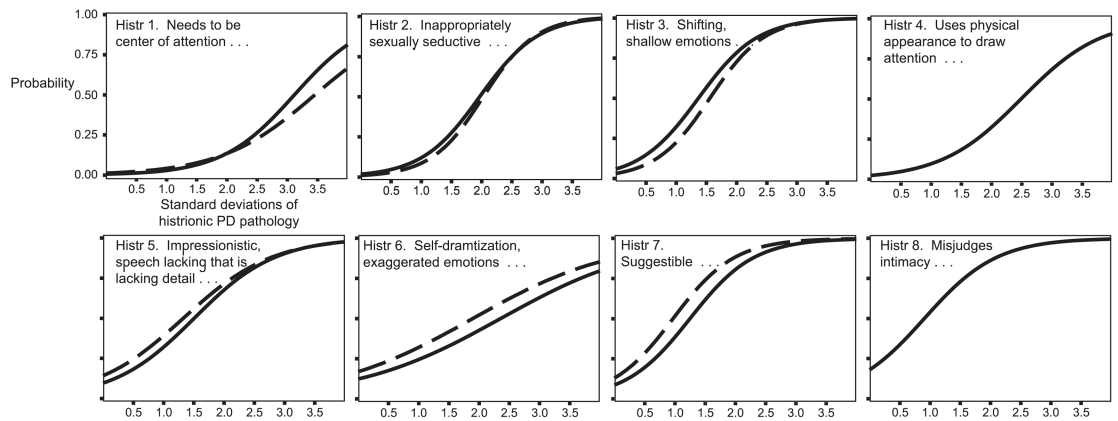 Histr 1. Needs to be
center of attention . . .
Histr 2. Inappropriately
sexually seductive . . .
Histr 3. Shifting,
shallow emotions . . .
Histr 4. Uses physical
appearance to draw
attention . . .
1.00
0.75
Probability
1.00
0.25
0.00
0.5 1.0 1.5 2.0 2.5 3.0 3.5
0.5 1.0 1.5 2.0 2.5 3.0 3.5
0.5 1.0 1.5 2.0 2.5 3.0 3.5
0.5 1.0 1.5 2.0 2.5 3.0 3.5
Standard deviations of
histrionic PD pathology
Histr 5. Impressionistic,
speech lacking that is
lacking detail . . .
Histr 6. Self-dramtization,
exaggerated emotions . . .
Histr 7.
Suggestible . . .
Histr 8. Misjudges
intimacy . . .
0.5 1.0 1.5 2.0 2.5 3.0 3.5
0.5 1.0 1.5 2.0 2.5 3.0 3.5
0.5 1.0 1.5 2.0 2.5 3.0 3.5
0.5 1.0 1.5 2.0 2.5 3.0 3.5